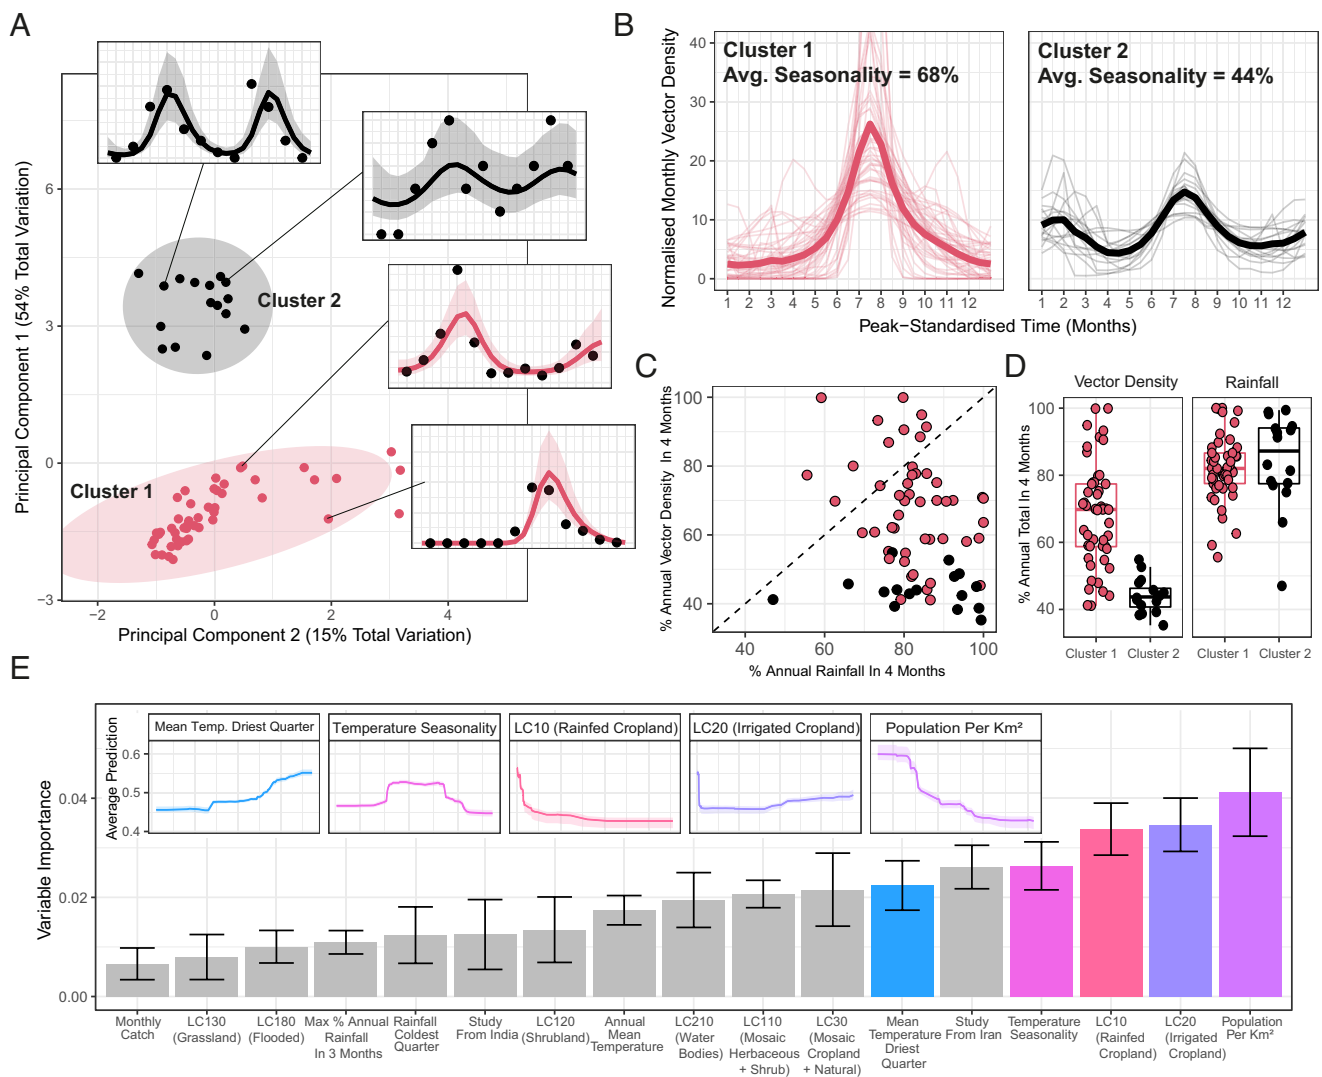 A
Principal Component 1 (54% Total Variation)
6
3
0
−3
−2
0
2
4
Principal Component 2 (15% Total Variation)
Cluster 2
Cluster 1
B
Normalised Monthly Vector Density
40
30
20
10
0
Cluster 1
Avg. Seasonality = 68%
Cluster 2
Avg. Seasonality = 44%
1 2 3 4 5 6 7 8 9 10 11 12
1 2 3 4 5 6 7 8 9 10 11 12
Peak−Standardised Time (Months)
C
% Annual Vector Density In 4 Months
100
80
60
40
40 60 80 100
% Annual Rainfall In 4 Months
D
Vector Density
Rainfall
% Annual Total In 4 Months
100
80
60
40
Cluster 1 Cluster 2
Cluster 1 Cluster 2
E
Variable Importance
0.04
0.02
0.00
Average Prediction
0.6
0.5
0.4
Mean Temp. Driest Quarter
Temperature Seasonality
LC10 (Rainfed Cropland)
LC20 (Irrigated Cropland)
Population Per Km²
Monthly
Catch
LC130
(Grassland)
LC180
(Flooded)
Max % Annual
Rainfall
In 3 Months
Rainfall
Coldest
Quarter
Study
From India
LC120
(Shrubland)
Annual
Mean
Temperature
LC210
(Water
Bodies)
LC110
(Mosaic
Herbaceous
+ Shrub)
LC30
(Mosaic
Cropland
+ Natural)
Mean
Temperature
Driest
Quarter
Study
From Iran
Temperature
Seasonality
LC10
(Rainfed
Cropland)
LC20
(Irrigated
Cropland)
Population
Per Km²